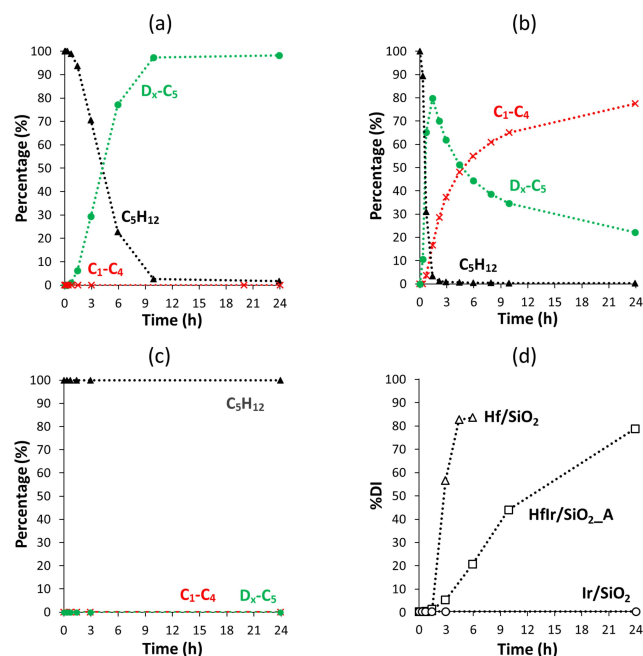 (a)
100
90
80
70
60
50
40
30
20
10
0
Percentage (%)
Dₓ-C₅
C₅H₁₂
C₁-C₄
0 3 6 9 12 15 18 21 24
Time (h)
(b)
100
90
80
70
60
50
40
30
20
10
0
Percentage (%)
C₁-C₄
Dₓ-C₅
C₅H₁₂
0 3 6 9 12 15 18 21 24
Time (h)
(c)
100
90
80
70
60
50
40
30
20
10
0
Percentage (%)
C₅H₁₂
C₁-C₄ Dₓ-C₅
0 3 6 9 12 15 18 21 24
Time (h)
(d)
100
90
80
70
60
50
40
30
20
10
0
%DI
Hf/SiO₂
HfIr/SiO₂_A
Ir/SiO₂
0 3 6 9 12 15 18 21 24
Time (h)